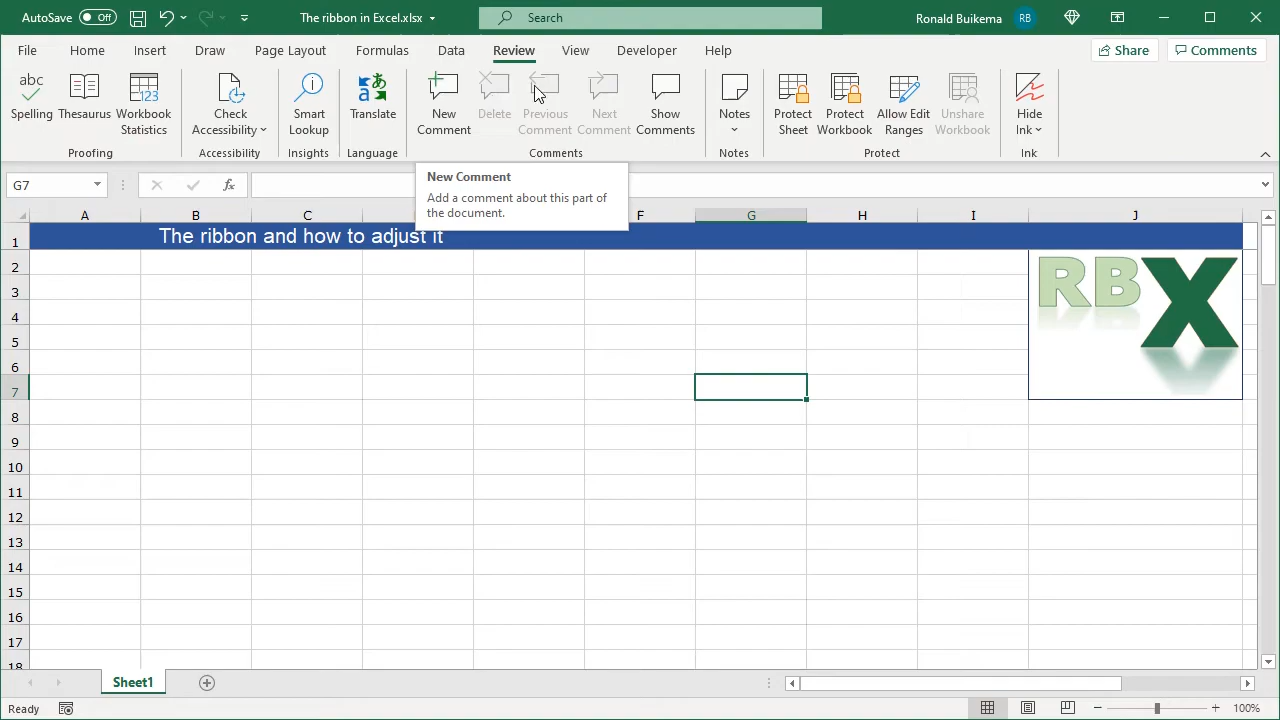 AutoSave Off The ribbon in Excel.xlsx Search Ronald Buikema RB
File Home Insert Draw Page Layout Formulas Data Review View Developer Help Share Comments
abc
123
a
Spelling
Thesaurus
Workbook
Statistics
Check
Accessibility
Smart
Lookup
Translate
New
Comment
Delete
Previous
Comment
Next
Comment
Show
Comments
Notes
Protect
Sheet
Protect
Workbook
Allow Edit
Ranges
Unshare
Workbook
Hide
Ink
Proofing Accessibility Insights Language Comments Notes Protect Ink
G7 fx
New Comment
Add a comment about this part of
the document.
A B C F G H I J
1 The ribbon and how to adjust it
RBX
2
3
4
5
6
7
8
9
10
11
12
13
14
15
16
17
18
Sheet1
Ready 100%